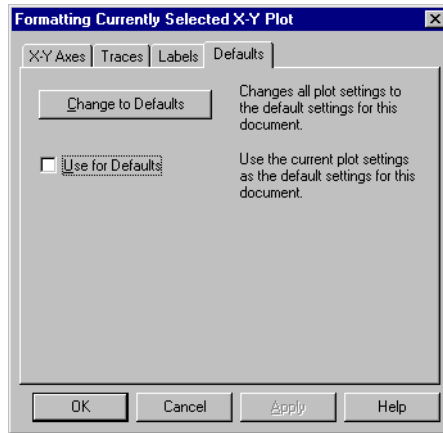 Formatting Currently Selected X-Y Plot
X-Y Axes Traces Labels Defaults
Change to Defaults
Changes all plot settings to
the default settings for this
document.
Use for Defaults
Use the current plot settings
as the default settings for this
document.
OK Cancel Apply Help